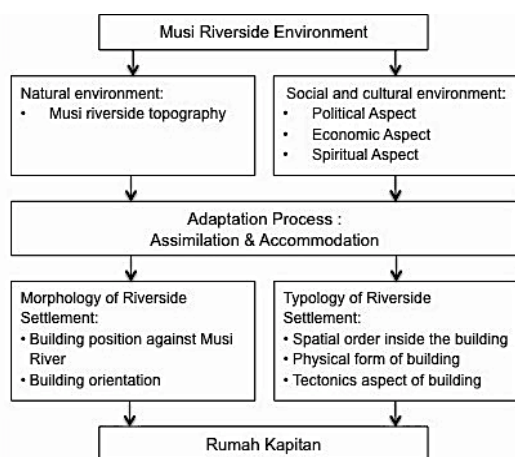 Musi Riverside Environment
Natural environment:
• Musi riverside topography
Social and cultural environment:
• Political Aspect
• Economic Aspect
• Spiritual Aspect
Adaptation Process :
Assimilation & Accommodation
Morphology of Riverside
Settlement:
• Building position against Musi
River
• Building orientation
Typology of Riverside
Settlement:
• Spatial order inside the building
• Physical form of building
• Tectonics aspect of building
Rumah Kapitan